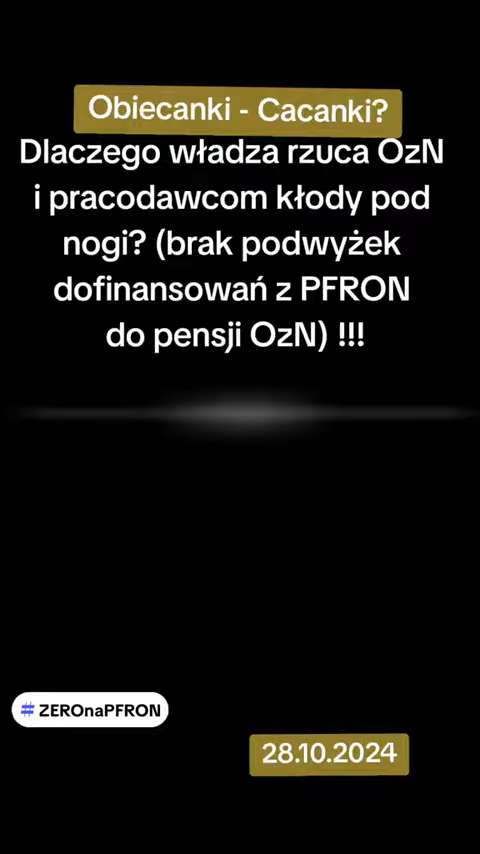 Obiecanki - Cacanki?
Dlaczego władza rzuca OzN
i pracodawcom kłody pod
nogi? (brak podwyżek
dofinansowań z PFRON
do pensji OzN) !!!
# ZEROnaPFRON
28.10.2024